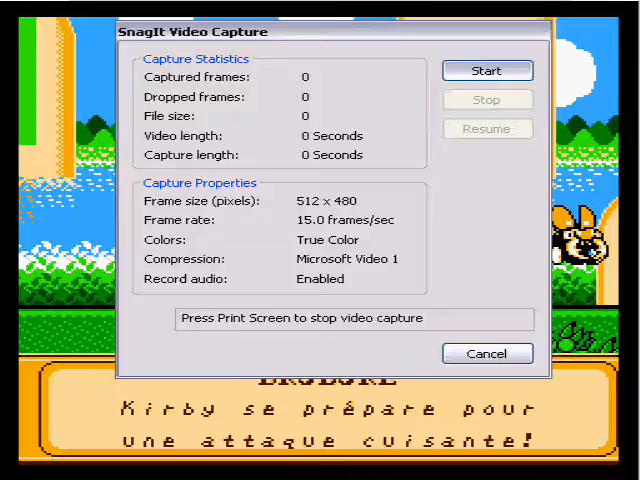 SnagIt Video Capture
Capture Statistics
Captured frames: 0
Dropped frames: 0
File size: 0
Video length: 0 Seconds
Capture length: 0 Seconds
Start
Stop
Resume
Capture Properties
Frame size (pixels): 512 x 480
Frame rate: 15.0 frames/sec
Colors: True Color
Compression: Microsoft Video 1
Record audio: Enabled
Press Print Screen to stop video capture
Cancel
Kirby se prépare pour
une attaque cuisante!